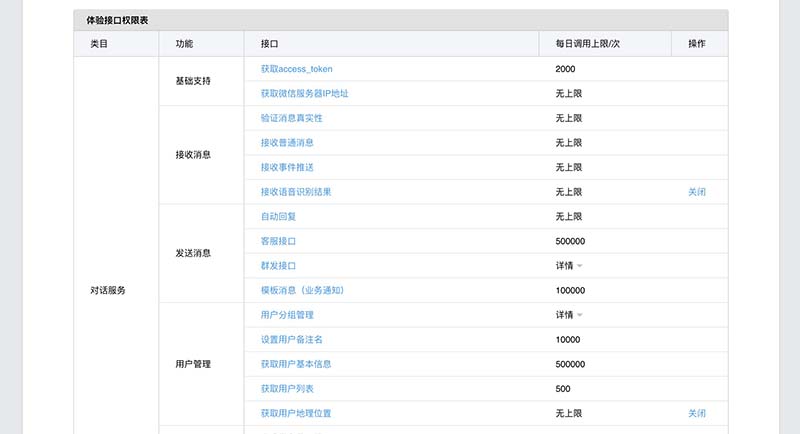 体验接口权限表
类目 功能 接口 每日调用上限/次 操作
对话服务
基础支持
获取access_token 2000
获取微信服务器IP地址 无上限
接收消息
验证消息真实性 无上限
接收普通消息 无上限
接收事件推送 无上限
接收语音识别结果 无上限 关闭
发送消息
自动回复 无上限
客服接口 500000
群发接口 详情
模板消息（业务通知） 100000
用户管理
用户分组管理 详情
设置用户备注名 10000
获取用户基本信息 500000
获取用户列表 500
获取用户地理位置 无上限 关闭